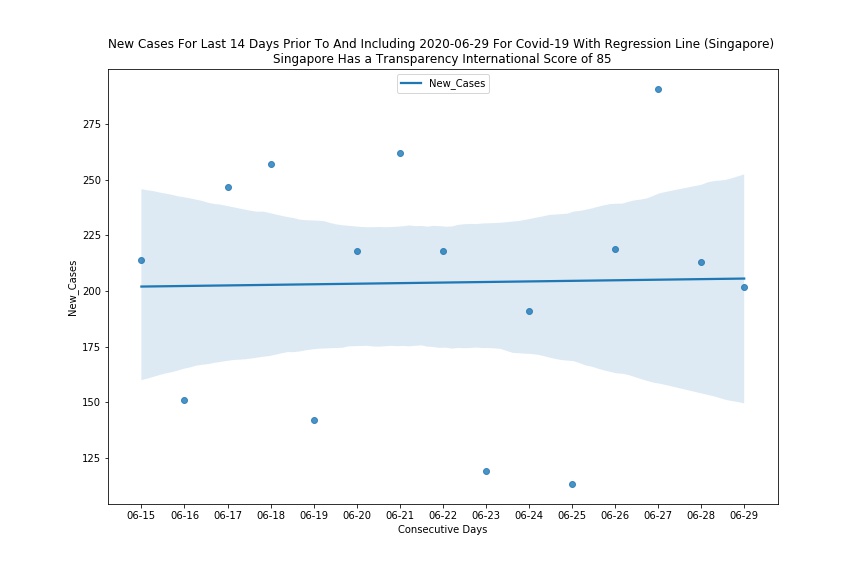 New Cases For Last 14 Days Prior To And Including 2020-06-29 For Covid-19 With Regression Line (Singapore)
Singapore Has a Transparency International Score of 85
New_Cases
275
250
225
200
175
150
125
New_Cases
06-15 06-16 06-17 06-18 06-19 06-20 06-21 06-22 06-23 06-24 06-25 06-26 06-27 06-28 06-29
Consecutive Days